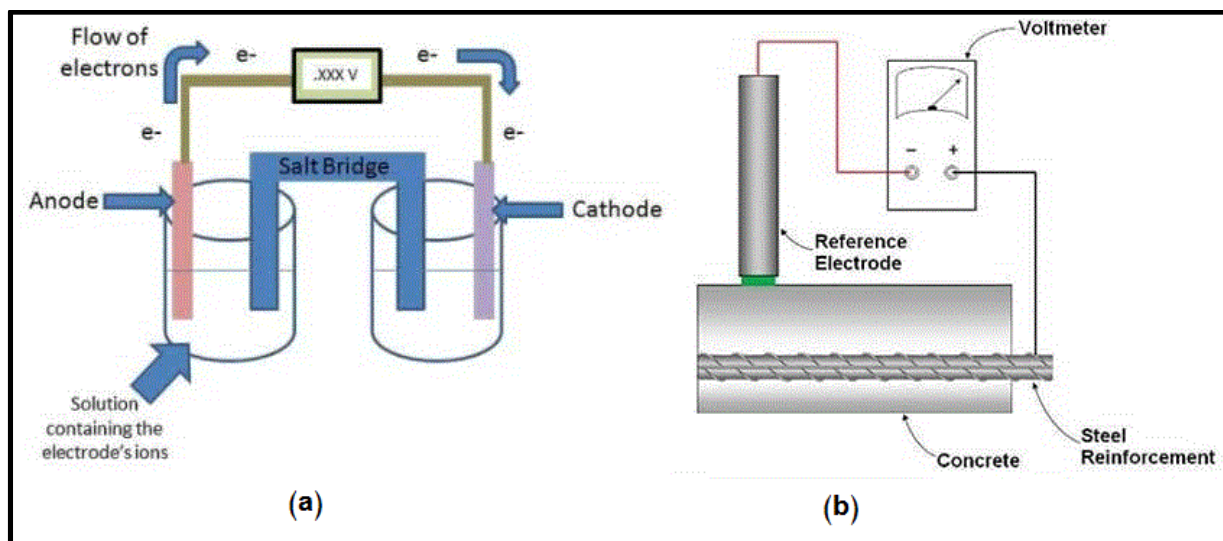 Flow of
electrons
e-
e-
.XXX V
e-
e-
Salt Bridge
Anode
Cathode
Solution
containing the
electrode's ions
(a)
Voltmeter
− +
Reference
Electrode
Steel
Reinforcement
Concrete
(b)